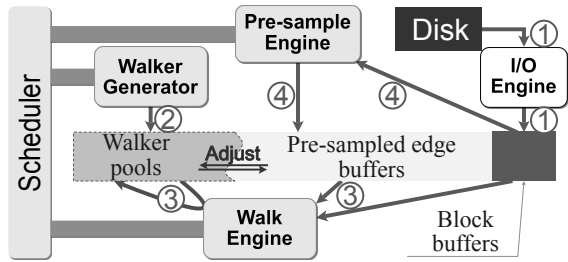 Scheduler
Pre-sample
Engine
Disk
①
I/O
Engine
Walker
Generator
④
④
②
①
Walker
pools
Adjust
Pre-sampled edge
buffers
③
③
Walk
Engine
Block
buffers